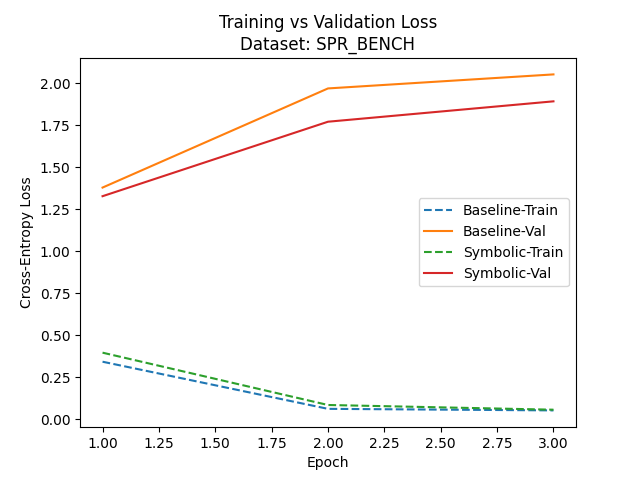 Training vs Validation Loss
Dataset: SPR_BENCH
Cross-Entropy Loss
2.00
1.75
1.50
1.25
1.00
0.75
0.50
0.25
0.00
Baseline-Train
Baseline-Val
Symbolic-Train
Symbolic-Val
1.00 1.25 1.50 1.75 2.00 2.25 2.50 2.75 3.00
Epoch